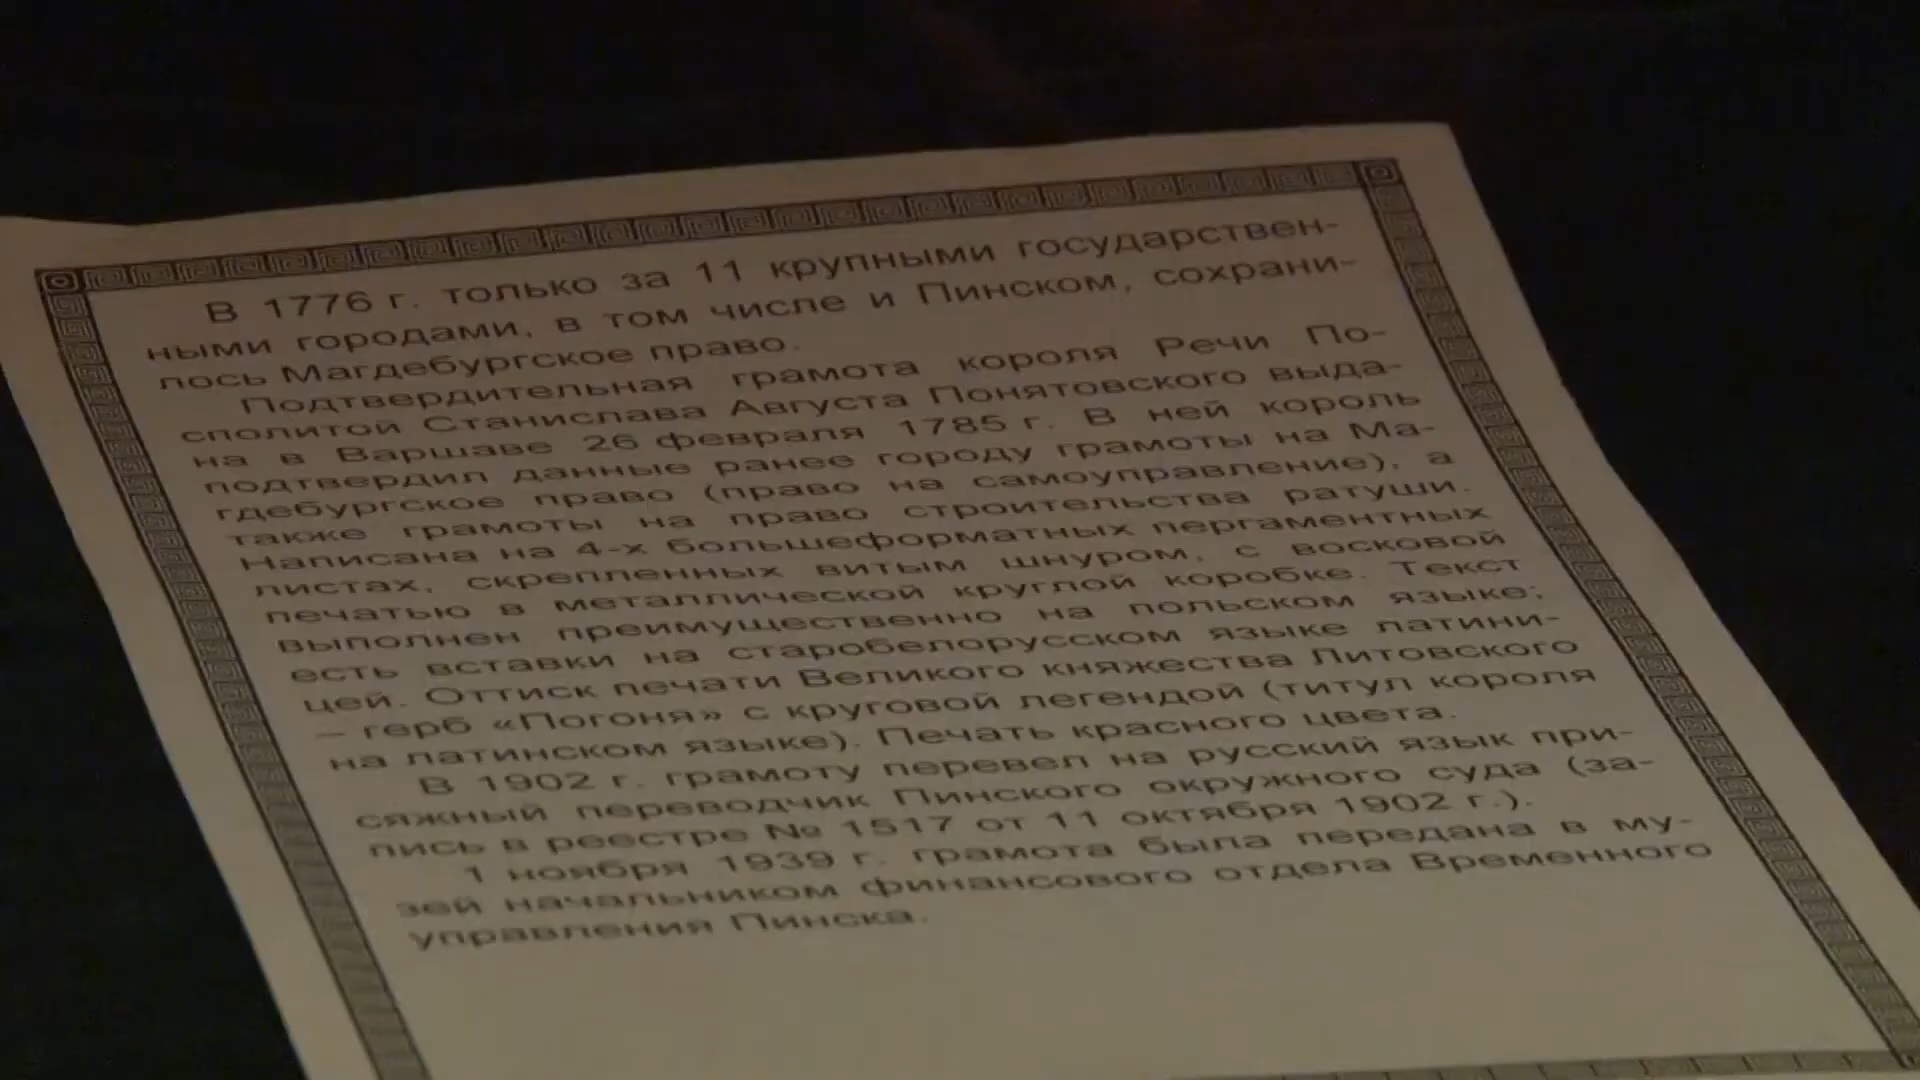 В 1776 г. только за 11 крупными государствен-
ными городами, в том числе и Пинском, сохрани-
лось Магдебургское право.
Подтвердительная грамота короля Речи По-
сполитой Станислава Августа Понятовского выда-
на в Варшаве 26 февраля 1785 г. В ней король
подтвердил данные ранее городу грамоты на Ма-
гдебургское право (право на самоуправление), а
также грамоты на право строительства ратуши.
Написана на 4-х большеформатных пергаментных
листах, скрепленных витым шнуром, с восковой
печатью в металлической круглой коробке. Текст
выполнен преимущественно на польском языке;
есть вставки на старобелорусском языке латини-
цей. Оттиск печати Великого княжества Литовского
– герб «Погоня» с круговой легендой (титул короля
на латинском языке). Печать красного цвета.
В 1902 г. грамоту перевел на русский язык при-
сяжный переводчик Пинского окружного суда (за-
пись в реестре № 1517 от 11 октября 1902 г.).
1 ноября 1939 г. грамота была передана в му-
зей начальником финансового отдела Временного
управления Пинска.